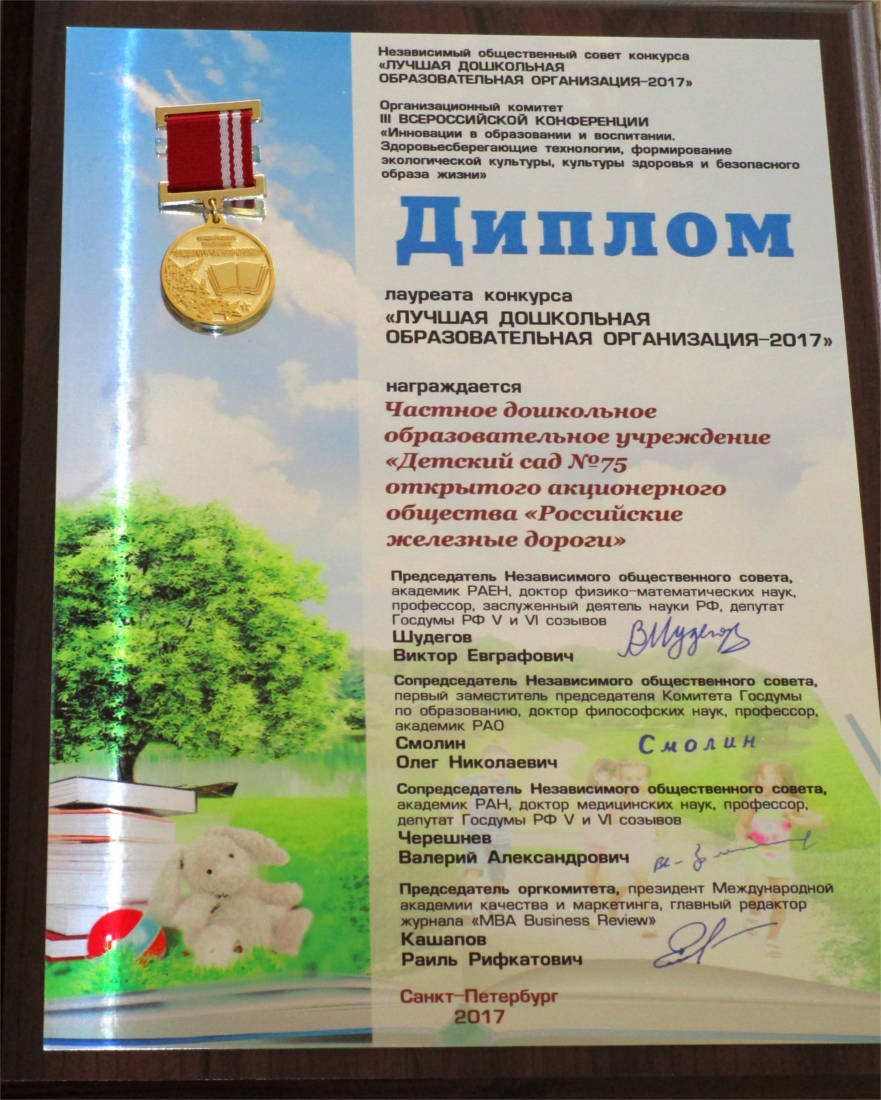 Независимый общественный совет конкурса
«ЛУЧШАЯ ДОШКОЛЬНАЯ
ОБРАЗОВАТЕЛЬНАЯ ОРГАНИЗАЦИЯ-2017»
Организационный комитет
III ВСЕРОССИЙСКОЙ КОНФЕРЕНЦИИ
«Инновации в образовании и воспитании.
Здоровьесберегающие технологии, формирование
экологической культуры, культуры здоровья и безопасного
образа жизни»
Диплом
лауреата конкурса
«ЛУЧШАЯ ДОШКОЛЬНАЯ
ОБРАЗОВАТЕЛЬНАЯ ОРГАНИЗАЦИЯ-2017»
награждается
Частное дошкольное
образовательное учреждение
«Детский сад №75
открытого акционерного
общества «Российские
железные дороги»
Председатель Независимого общественного совета,
академик РАЕН, доктор физико-математических наук,
профессор, заслуженный деятель науки РФ, депутат
Госдумы РФ V и VI созывов
Шудегов
Виктор Евграфович
ВШудегов
Сопредседатель Независимого общественного совета,
первый заместитель председателя Комитета Госдумы
по образованию, доктор философских наук, профессор,
академик РАО
Смолин
Олег Николаевич
Смолин
Сопредседатель Независимого общественного совета,
академик РАН, доктор медицинских наук, профессор,
депутат Госдумы РФ V и VI созывов
Черешнев
Валерий Александрович
Председатель оргкомитета, президент Международной
академии качества и маркетинга, главный редактор
журнала «MBA Business Review»
Кашапов
Раиль Рифкатович
Санкт-Петербург
2017